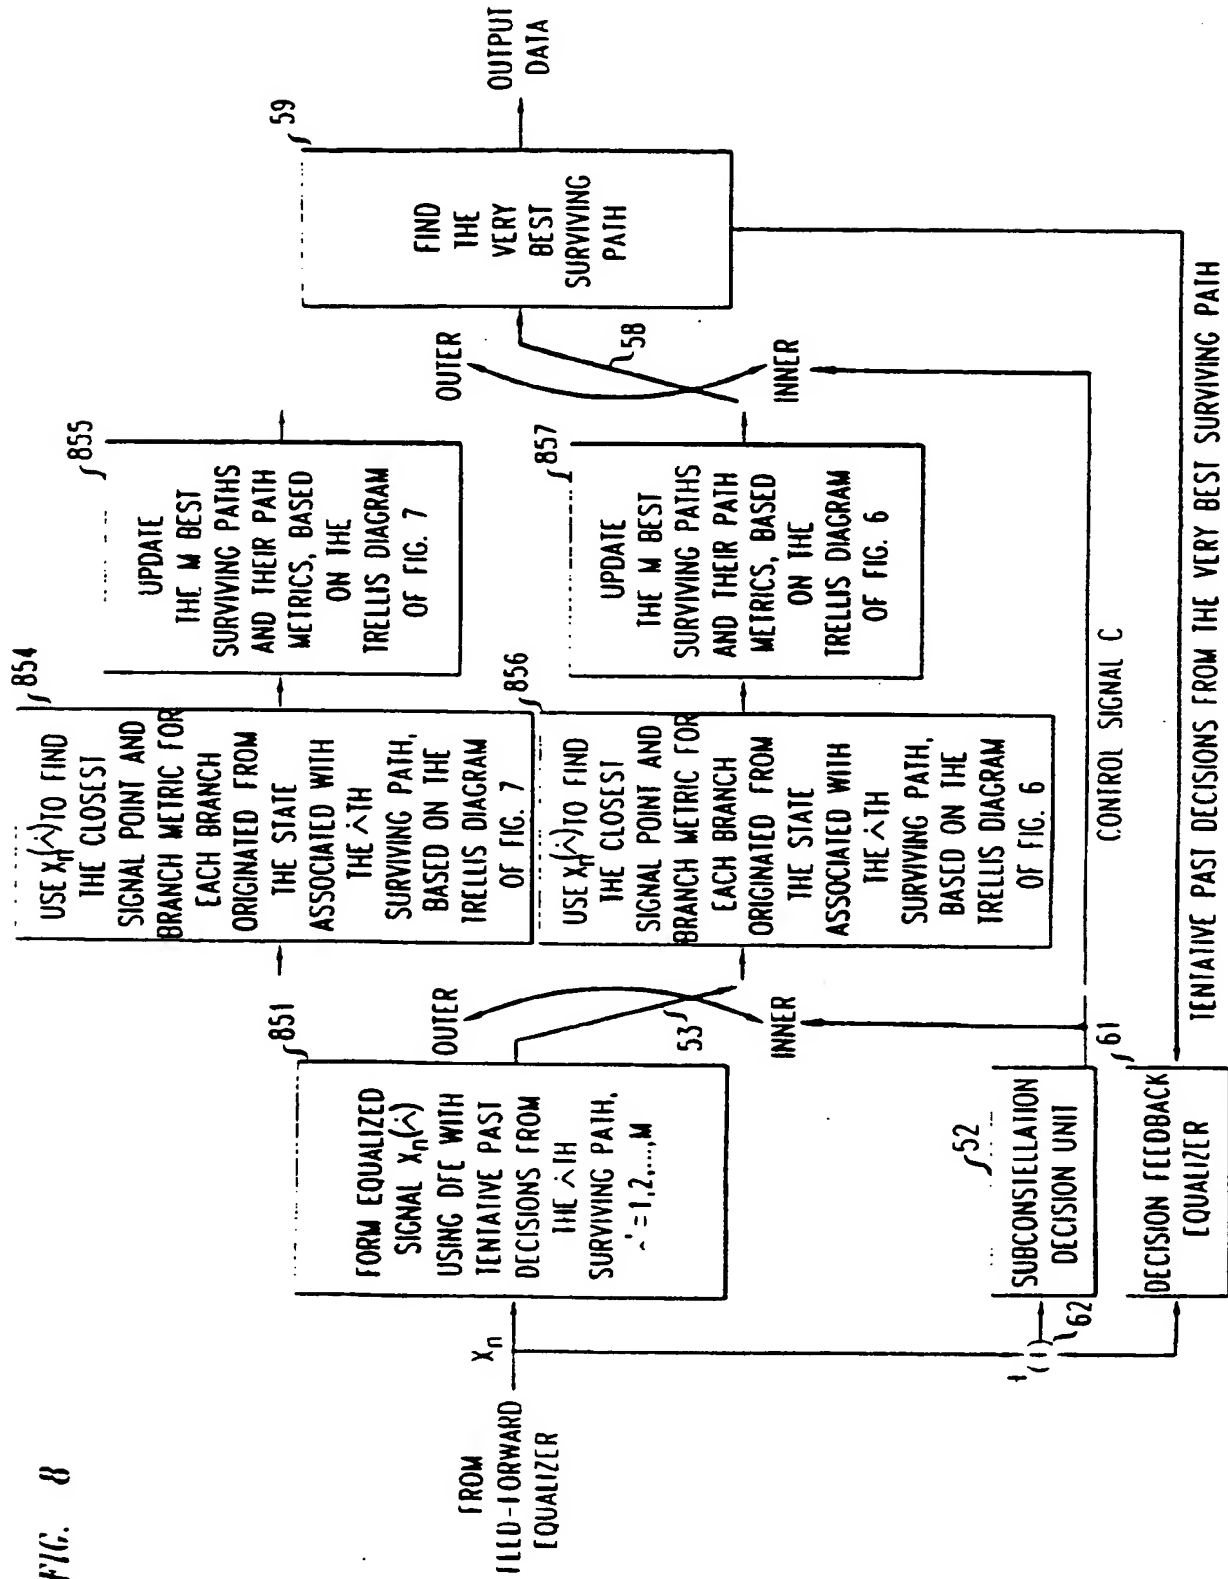 FIG. 8
FROM
FEED-FORWARD
EQUALIZER
Xn
851
FORM EQUALIZED
SIGNAL Xn(i)
USING DFE WITH
TENTATIVE PAST
DECISIONS FROM
THE iTH
SURVIVING PATH,
i=1,2,...,M
OUTER
53
INNER
854
USE Xn(i) TO FIND
THE CLOSEST
SIGNAL POINT AND
BRANCH METRIC FOR
EACH BRANCH
ORIGINATED FROM
THE STATE
ASSOCIATED WITH
THE iTH
SURVIVING PATH,
BASED ON THE
TRELLIS DIAGRAM
OF FIG. 7
855
UPDATE
THE M BEST
SURVIVING PATHS
AND THEIR PATH
METRICS, BASED
ON THE
TRELLIS DIAGRAM
OF FIG. 7
856
USE Xn(i) TO FIND
THE CLOSEST
SIGNAL POINT AND
BRANCH METRIC FOR
EACH BRANCH
ORIGINATED FROM
THE STATE
ASSOCIATED WITH
THE iTH
SURVIVING PATH,
BASED ON THE
TRELLIS DIAGRAM
OF FIG. 6
857
UPDATE
THE M BEST
SURVIVING PATHS
AND THEIR PATH
METRICS, BASED
ON THE
TRELLIS DIAGRAM
OF FIG. 6
OUTER
58
INNER
59
FIND
THE
VERY
BEST
SURVIVING
PATH
OUTPUT
DATA
+
62
52
SUBCONSTELLATION
DECISION UNIT
CONTROL SIGNAL C
61
DECISION FEEDBACK
EQUALIZER
TENTATIVE PAST DECISIONS FROM THE VERY BEST SURVIVING PATH